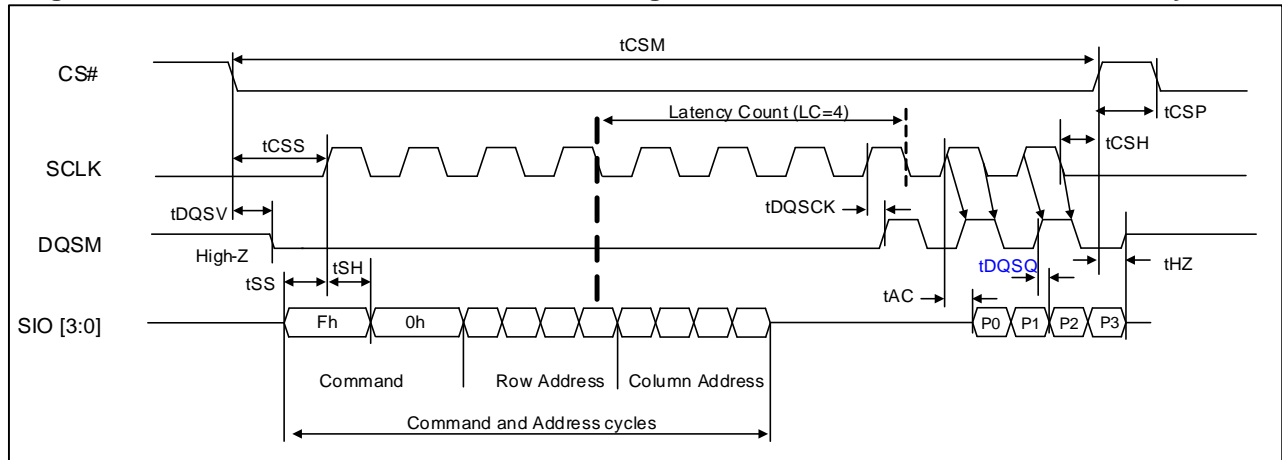 tCSM
CS#
tCSP
Latency Count (LC=4)
tCSS
tCSH
SCLK
tDQSV
tDQSCK
DQSM
High-Z
tSS
tSH
tDQSQ
tHZ
tAC
SIO [3:0]
Fh
0h
P0
P1
P2
P3
Command
Row Address
Column Address
Command and Address cycles